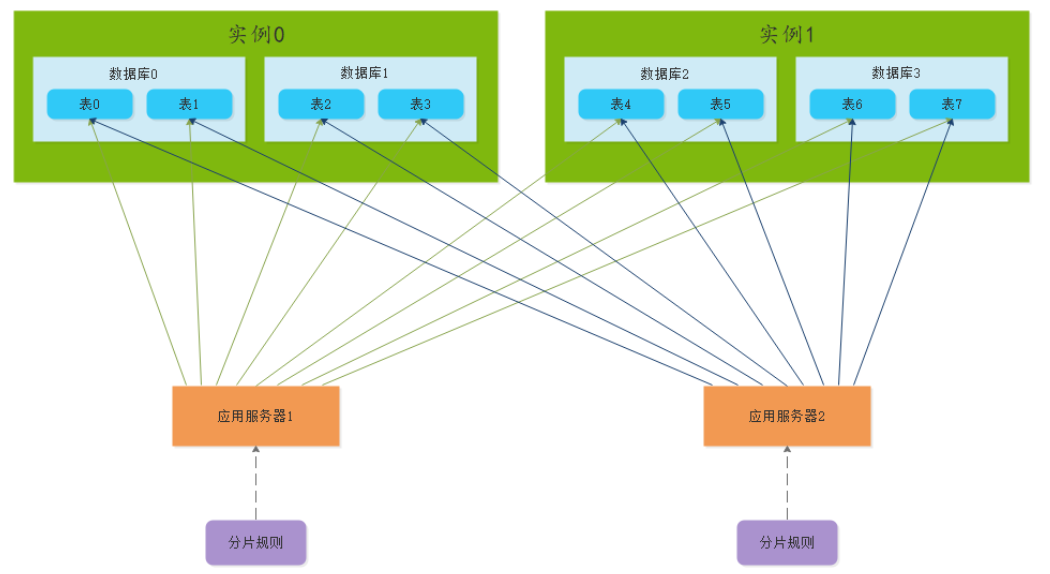 实例0
实例1
数据库0
数据库1
数据库2
数据库3
表0
表1
表2
表3
表4
表5
表6
表7
应用服务器1
应用服务器2
分片规则
分片规则